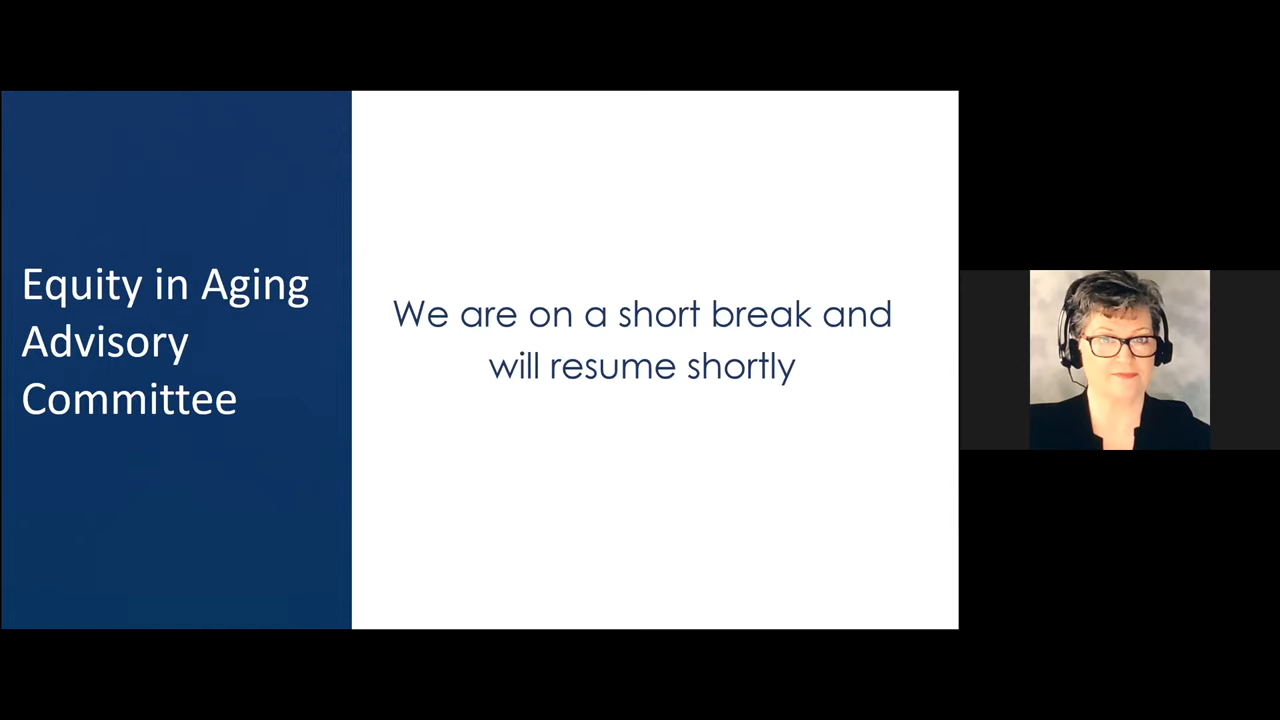 Equity in Aging
Advisory
Committee
We are on a short break and
will resume shortly